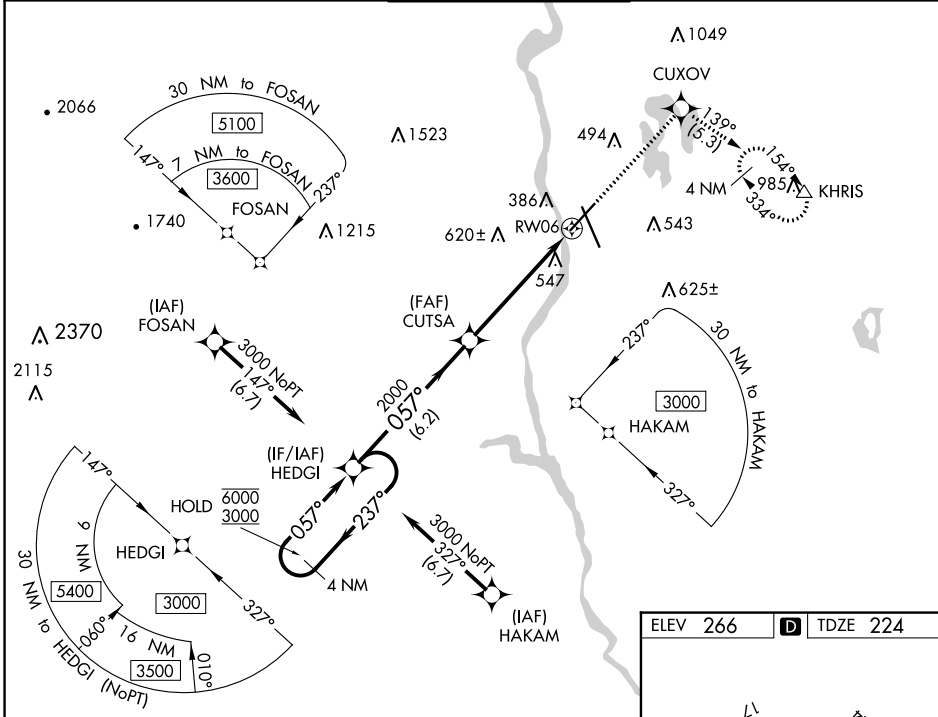 1049
CUXOV
30 NM to FOSAN
2066
5100
1523
494
139°
(5.3)
147°
7 NM to FOSAN
3600
237°
154°
4 NM
985
KHRIS
334°
FOSAN
386
RW06
1740
1215
620±
543
547
(IAF)
FOSAN
(FAF)
CUTSA
625±
2370
3000 NoPT
147°
(6.7)
237°
30 NM to HAKAM
2115
2000
057°
(6.2)
3000
HAKAM
(IF/IAF)
HEDGI
147°
327°
HOLD
6000
3000
057°
237°
9 NM
HEDGI
3000 NoPT
327°
(6.7)
4 NM
5400
3000
327°
30 NM to HEDGI (NoPT)
060°
16 NM
3500
010°
(IAF)
HAKAM
ELEV 266
D
TDZE 224
17